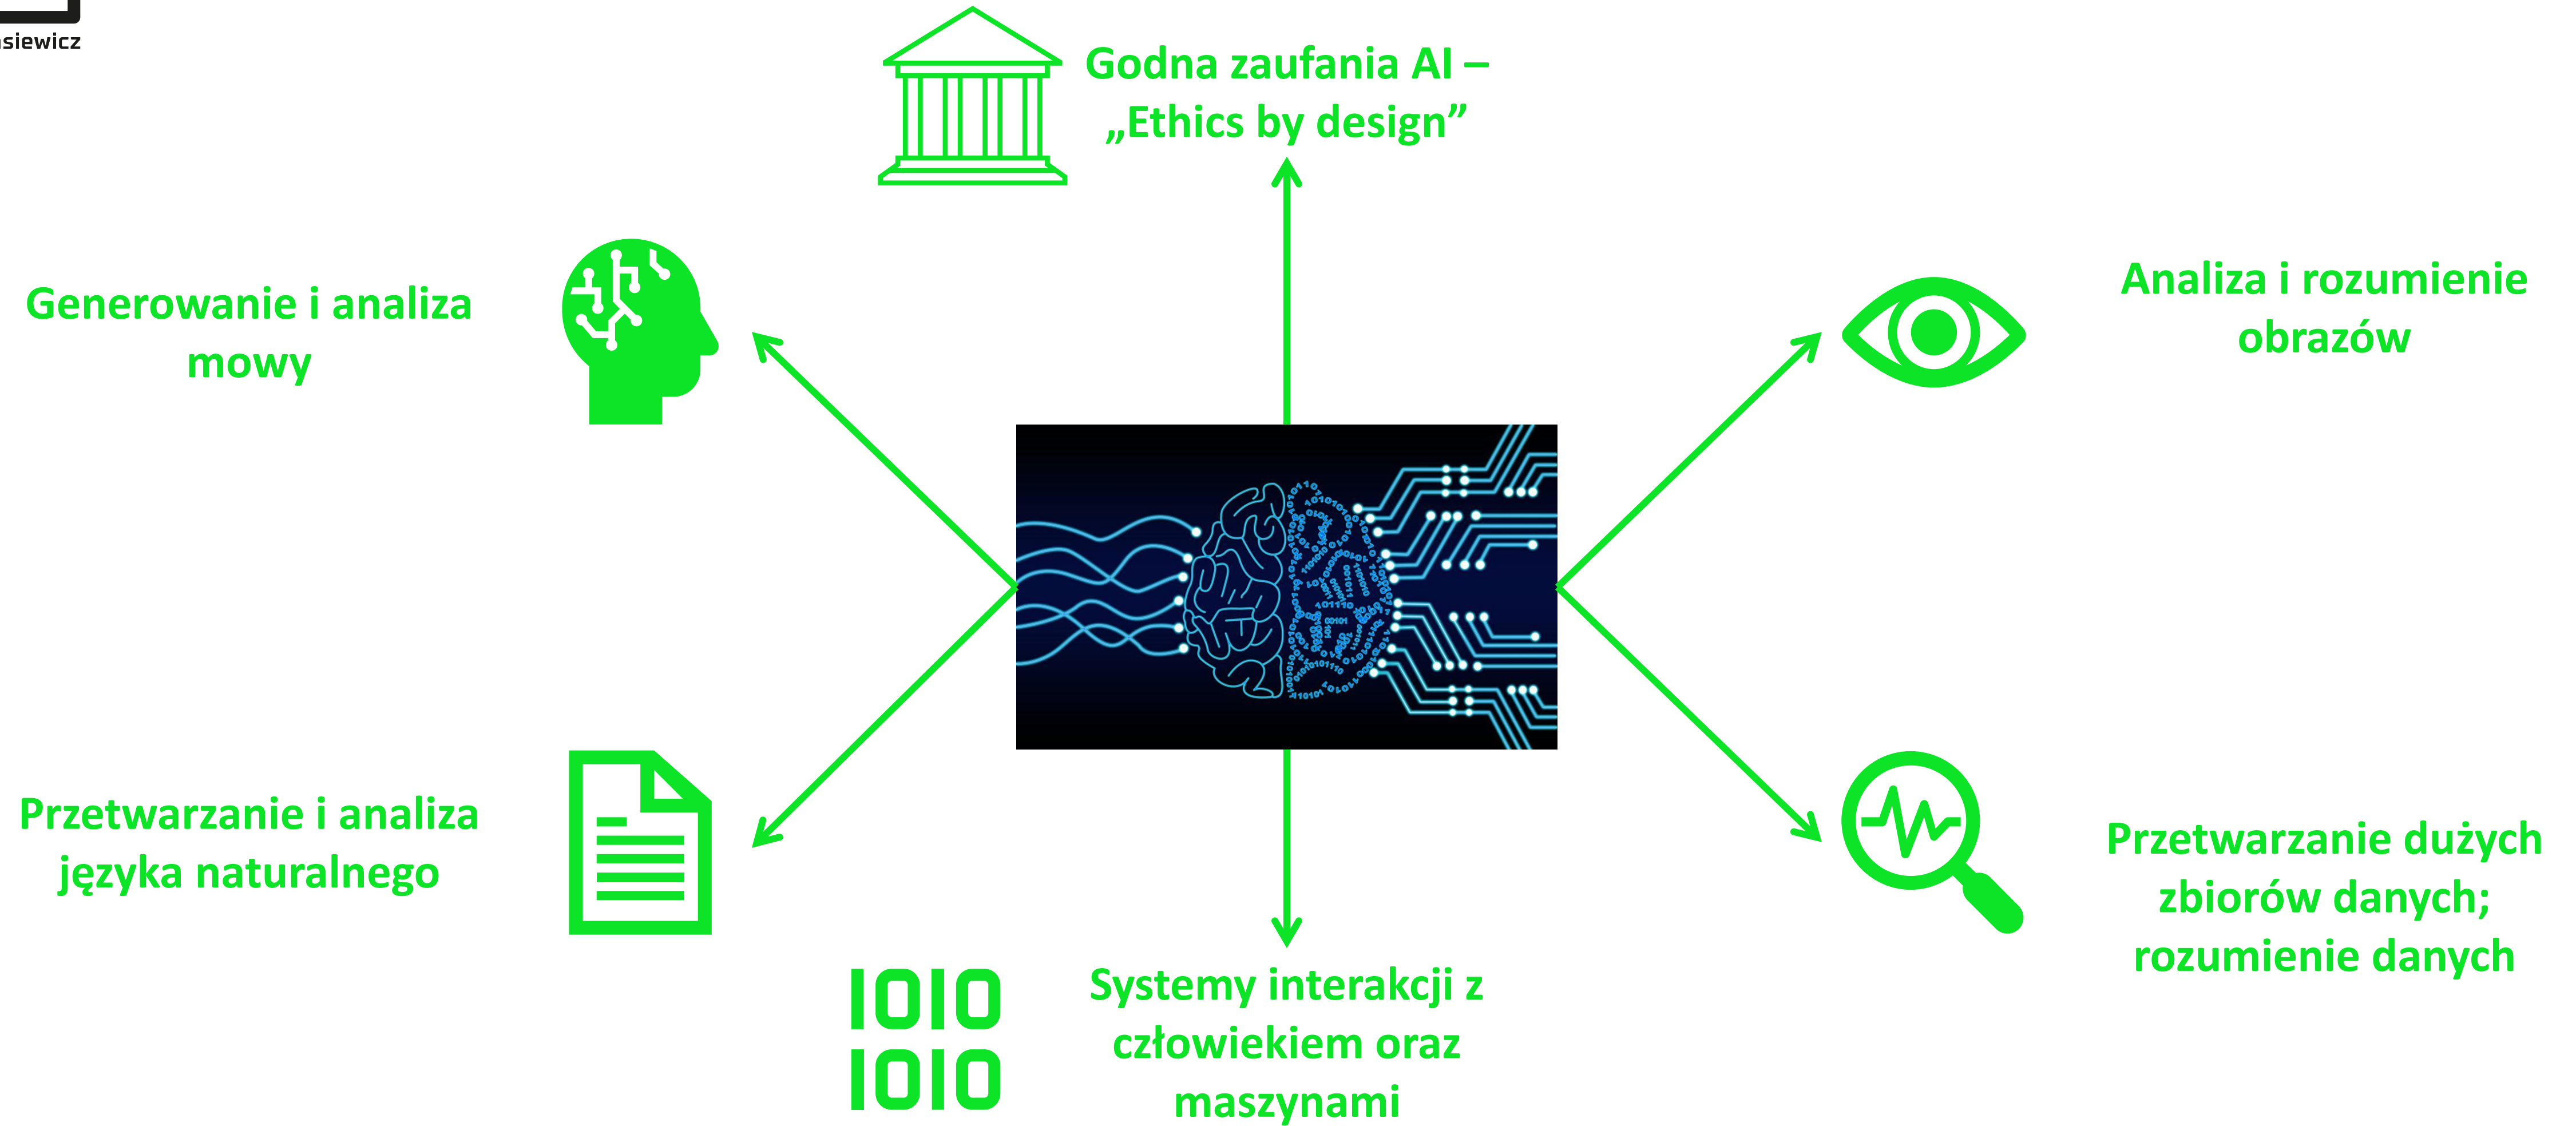 Godna zaufania AI –
„Ethics by design”
Generowanie i analiza
mowy
Analiza i rozumienie
obrazów
Przetwarzanie i analiza
języka naturalnego
Przetwarzanie dużych
zbiorów danych;
rozumienie danych
Systemy interakcji z
człowiekiem oraz
maszynami
1010
1010